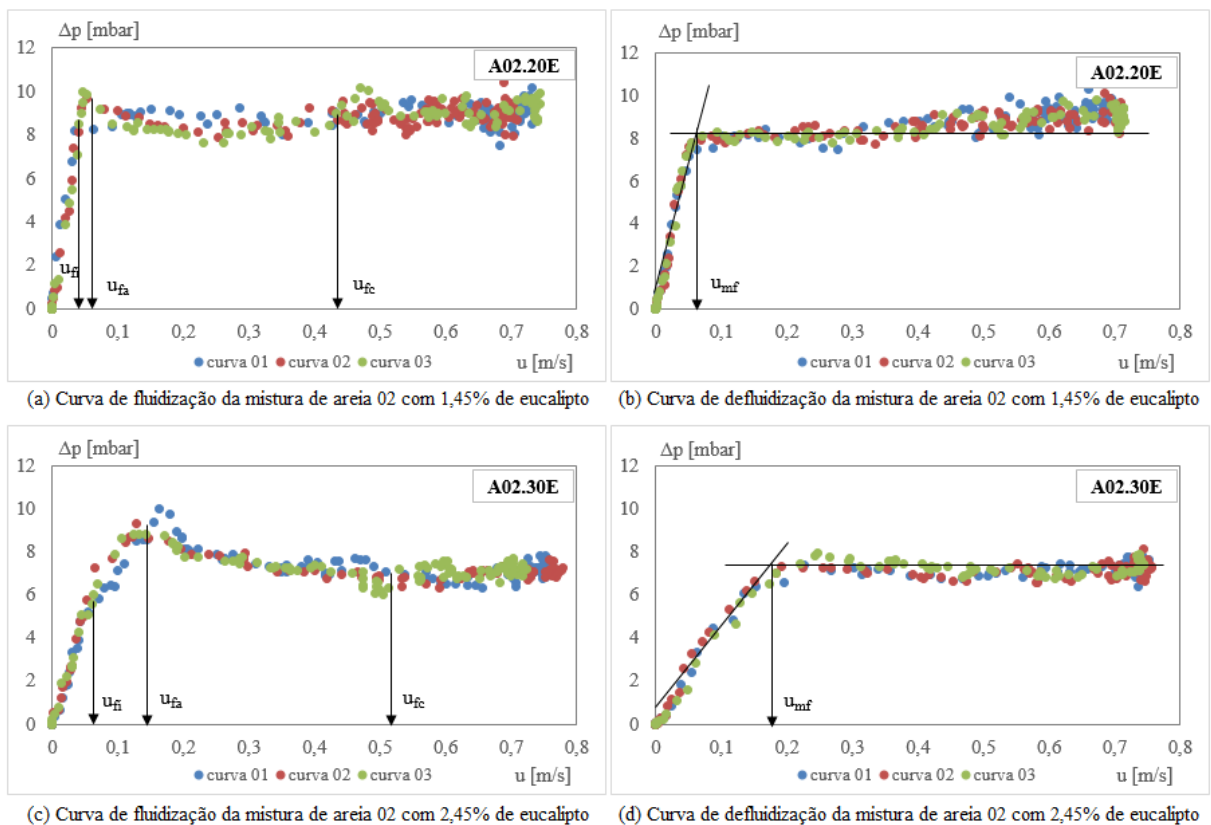 Δp [mbar]
A02.20E
12
10
8
6
4
2
0
u_fi
u_fa
u_fc
0 0,1 0,2 0,3 0,4 0,5 0,6 0,7 0,8
curva 01 curva 02 curva 03 u [m/s]
(a) Curva de fluidização da mistura de areia 02 com 1,45% de eucalipto
Δp [mbar]
A02.20E
12
10
8
6
4
2
0
u_mf
0 0,1 0,2 0,3 0,4 0,5 0,6 0,7 0,8
curva 01 curva 02 curva 03 u [m/s]
(b) Curva de defluidização da mistura de areia 02 com 1,45% de eucalipto
Δp [mbar]
A02.30E
12
10
8
6
4
2
0
u_fi
u_fa
u_fc
0 0,1 0,2 0,3 0,4 0,5 0,6 0,7 0,8
curva 01 curva 02 curva 03 u [m/s]
(c) Curva de fluidização da mistura de areia 02 com 2,45% de eucalipto
Δp [mbar]
A02.30E
12
10
8
6
4
2
0
u_mf
0 0,1 0,2 0,3 0,4 0,5 0,6 0,7 0,8
curva 01 curva 02 curva 03 u [m/s]
(d) Curva de defluidização da mistura de areia 02 com 2,45% de eucalipto